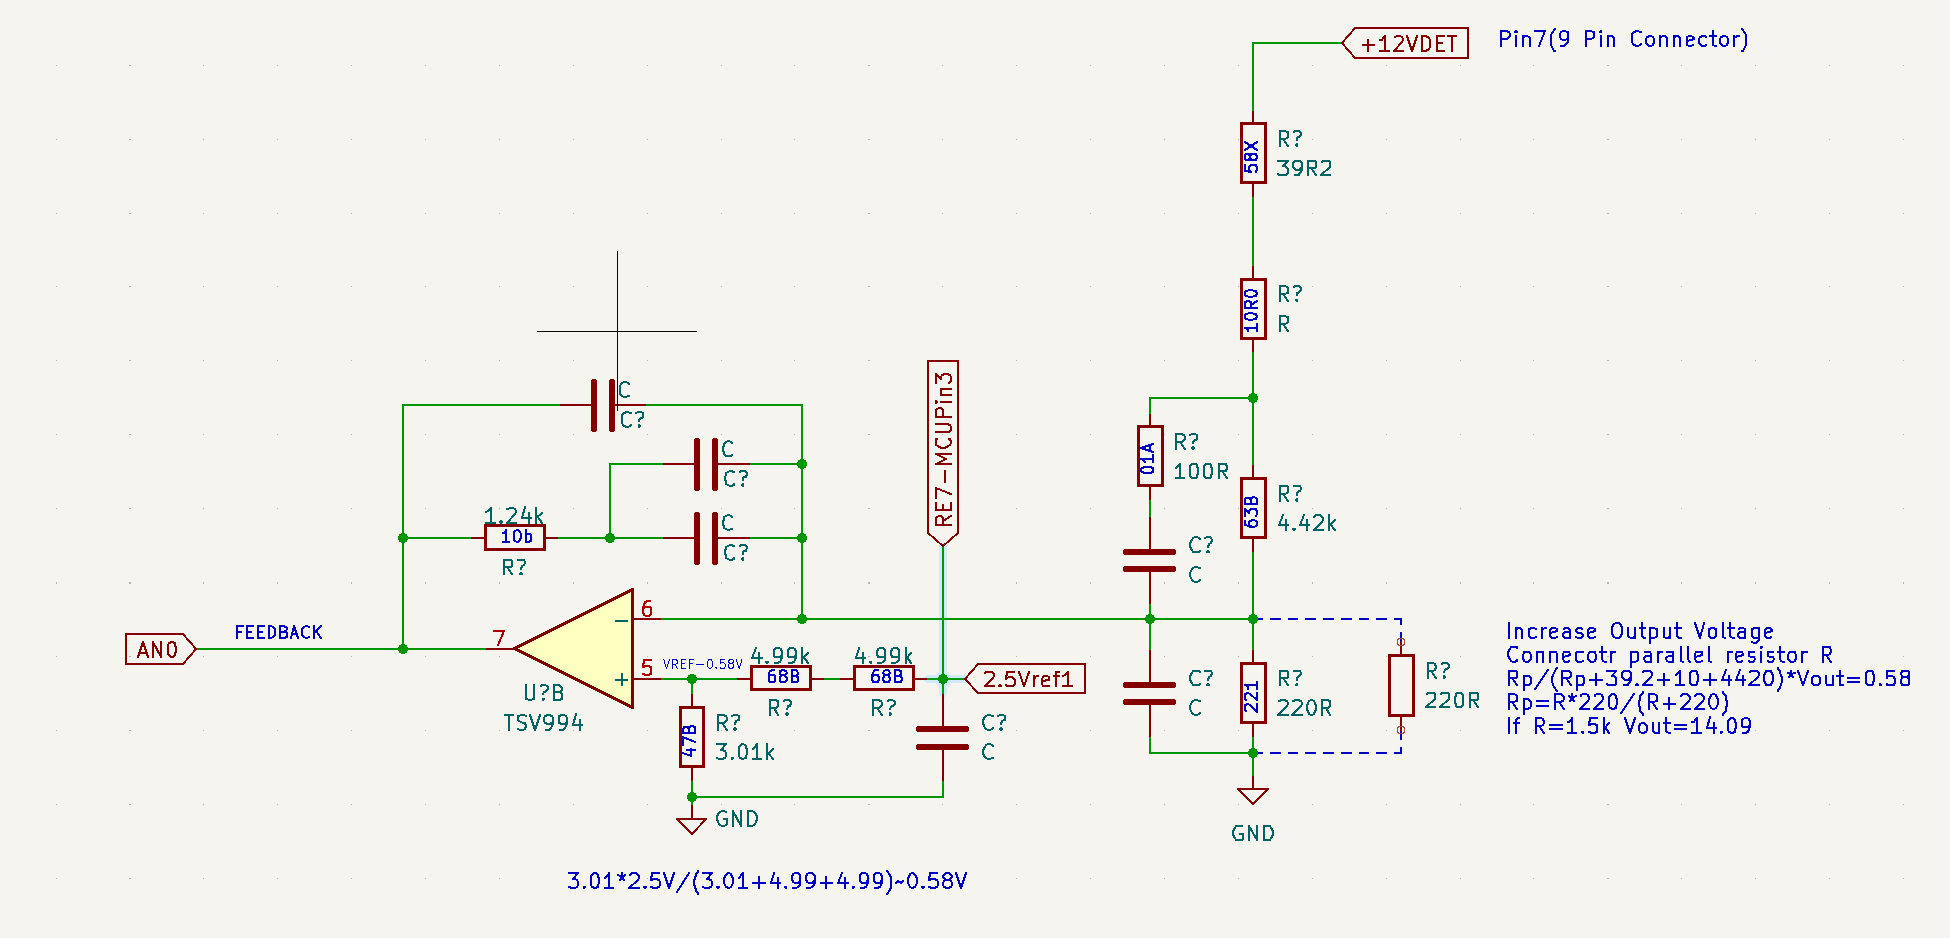 +12VDET
Pin7(9 Pin Connector)
58X
R?
39R2
10R0
R?
R
RE7-MCUPin3
C
C?
C
C?
01A
R?
100R
63B
R?
4.42k
1.24k
10b
R?
C
C?
C?
C
AN0
FEEDBACK
7
6
5
−
+
U?B
TSV994
VREF-0.58V
4.99k
68B
R?
4.99k
68B
R?
2.5Vref1
47B
R?
3.01k
C?
C
C?
C
221
R?
220R
R?
220R
Increase Output Voltage
Connecotr parallel resistor R
Rp/(Rp+39.2+10+4420)*Vout=0.58
Rp=R*220/(R+220)
If R=1.5k Vout=14.09
GND
GND
3.01*2.5V/(3.01+4.99+4.99)~0.58V